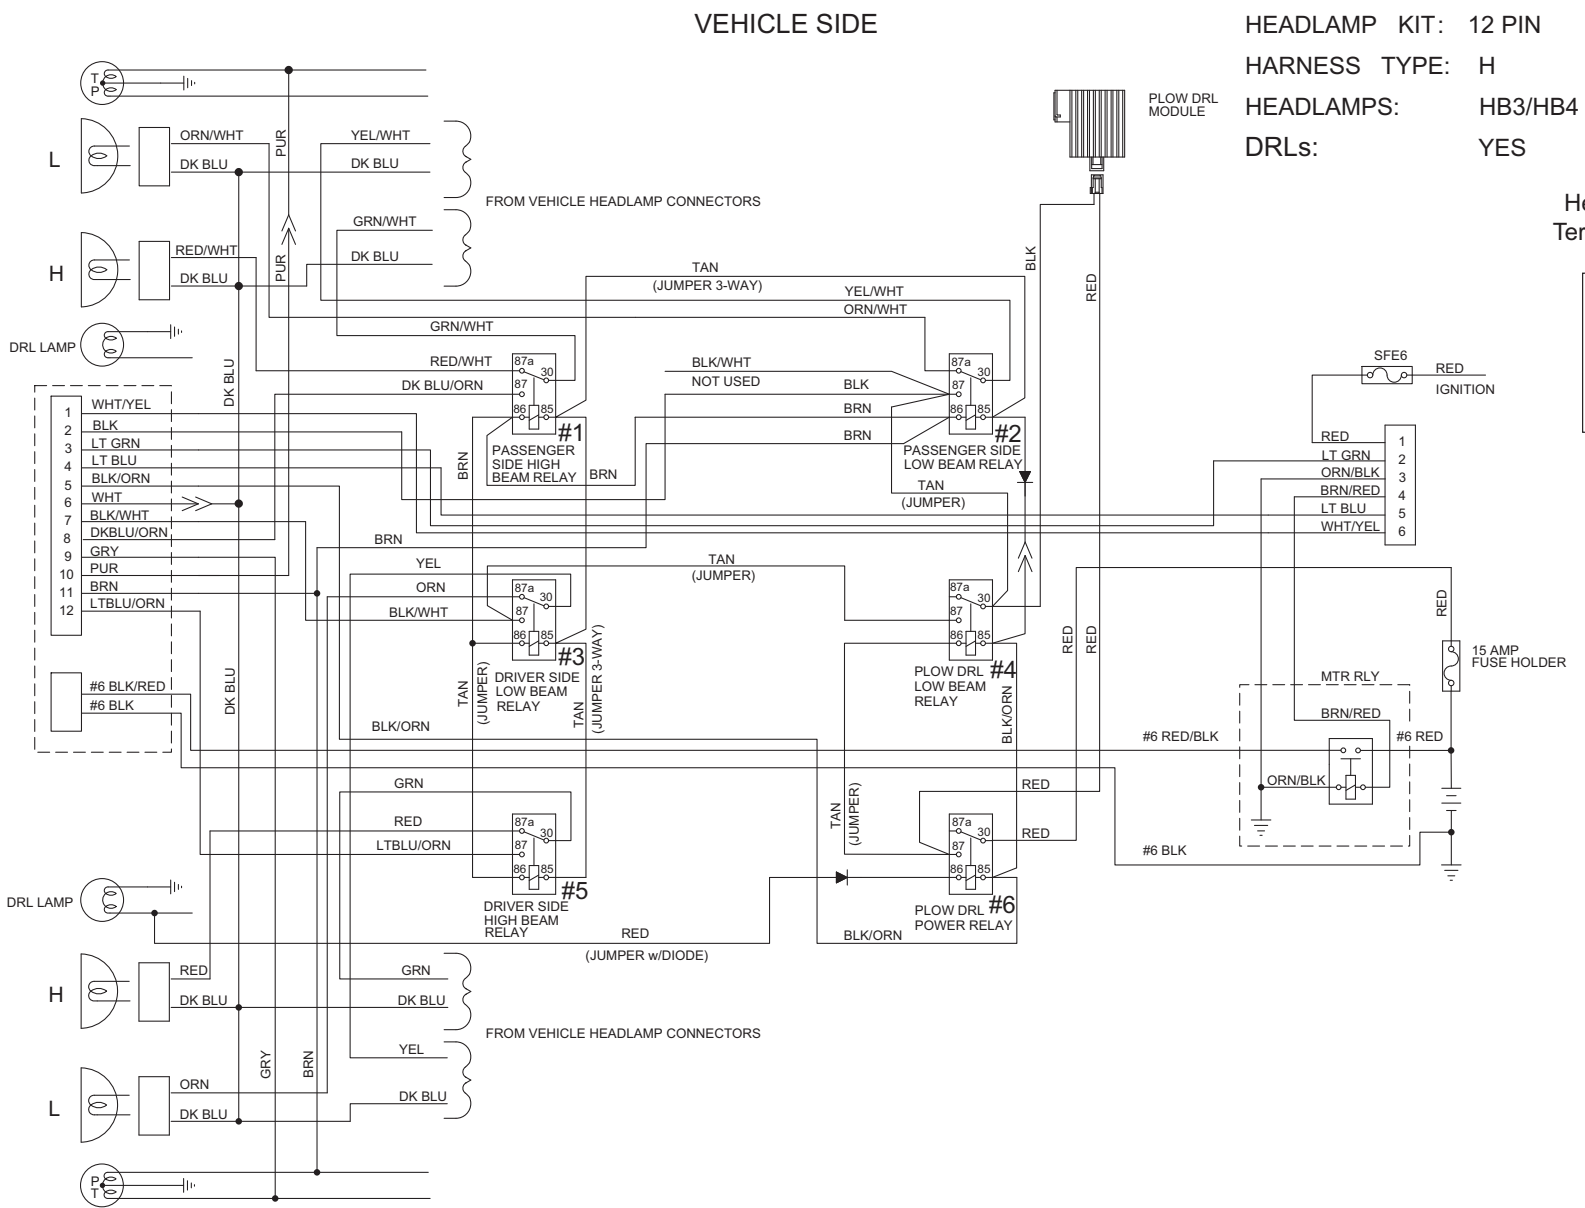 VEHICLE SIDE
HEADLAMP KIT: 12 PIN
HARNESS TYPE: H
HEADLAMPS: HB3/HB4
DRLs: YES
PLOW DRL
MODULE
He
Ter
T
P
L
ORN/WHT
DK BLU
PUR
YEL/WHT
DK BLU
FROM VEHICLE HEADLAMP CONNECTORS
GRN/WHT
DK BLU
H
RED/WHT
DK BLU
PUR
TAN
(JUMPER 3-WAY)
BLK
RED
YEL/WHT
ORN/WHT
GRN/WHT
DRL LAMP
DK BLU
RED/WHT
DK BLU/ORN
87a
30
87
86
85
#1
PASSENGER
SIDE HIGH
BEAM RELAY
BLK/WHT
NOT USED
BLK
BRN
BRN
87a
30
87
86
85
#2
PASSENGER SIDE
LOW BEAM RELAY
SFE6
RED
IGNITION
1 WHT/YEL
2 BLK
3 LT GRN
4 LT BLU
5 BLK/ORN
6 WHT
7 BLK/WHT
8 DKBLU/ORN
9 GRY
10 PUR
11 BRN
12 LTBLU/ORN
BRN
BRN
TAN
(JUMPER)
RED 1
LT GRN 2
ORN/BLK 3
BRN/RED 4
LT BLU 5
WHT/YEL 6
BRN
YEL
ORN
BLK/WHT
TAN
(JUMPER)
87a
30
87
86
85
#3
DRIVER SIDE
LOW BEAM
RELAY
87a
30
87
86
85
#4
PLOW DRL
LOW BEAM
RELAY
RED
RED
RED
15 AMP
FUSE HOLDER
#6 BLK/RED
#6 BLK
DK BLU
TAN
(JUMPER)
TAN
(JUMPER 3-WAY)
BLK/ORN
BLK/ORN
MTR RLY
BRN/RED
#6 RED/BLK
#6 RED
ORN/BLK
GRN
RED
LTBLU/ORN
TAN
(JUMPER)
RED
87a
30
87
86
85
#5
DRIVER SIDE
HIGH BEAM
RELAY
87a
30
87
86
85
#6
PLOW DRL
POWER RELAY
RED
#6 BLK
DRL LAMP
RED
(JUMPER w/DIODE)
BLK/ORN
H
RED
DK BLU
GRN
DK BLU
FROM VEHICLE HEADLAMP CONNECTORS
YEL
DK BLU
GRY
BRN
L
ORN
DK BLU
P
T